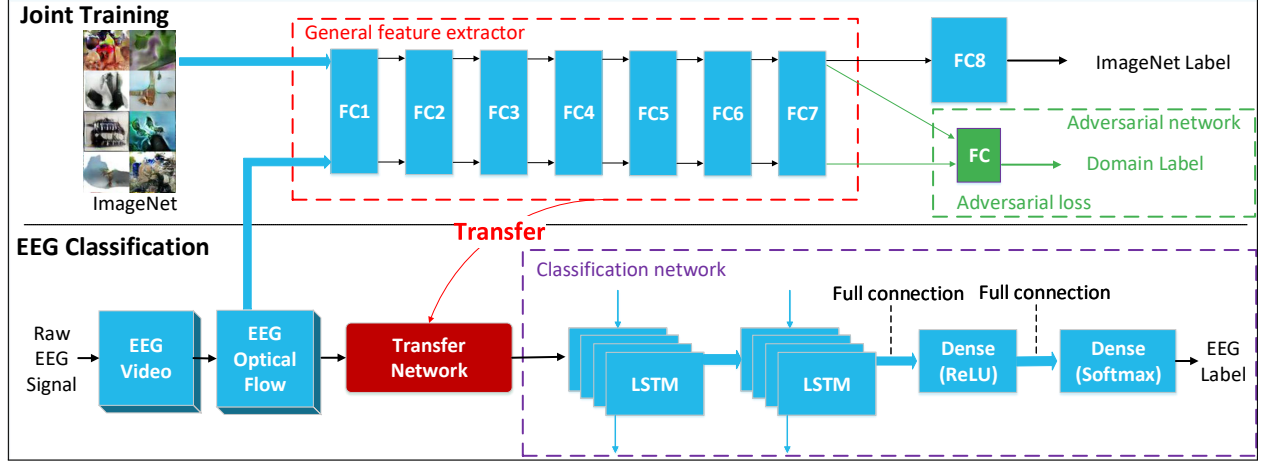 Joint Training
General feature extractor
FC1
FC2
FC3
FC4
FC5
FC6
FC7
FC8
ImageNet Label
Adversarial network
FC
Domain Label
Adversarial loss
ImageNet
Transfer
EEG Classification
Classification network
Full connection
Full connection
Raw
EEG
Signal
EEG
Video
EEG
Optical
Flow
Transfer
Network
LSTM
LSTM
Dense
(ReLU)
Dense
(Softmax)
EEG
Label